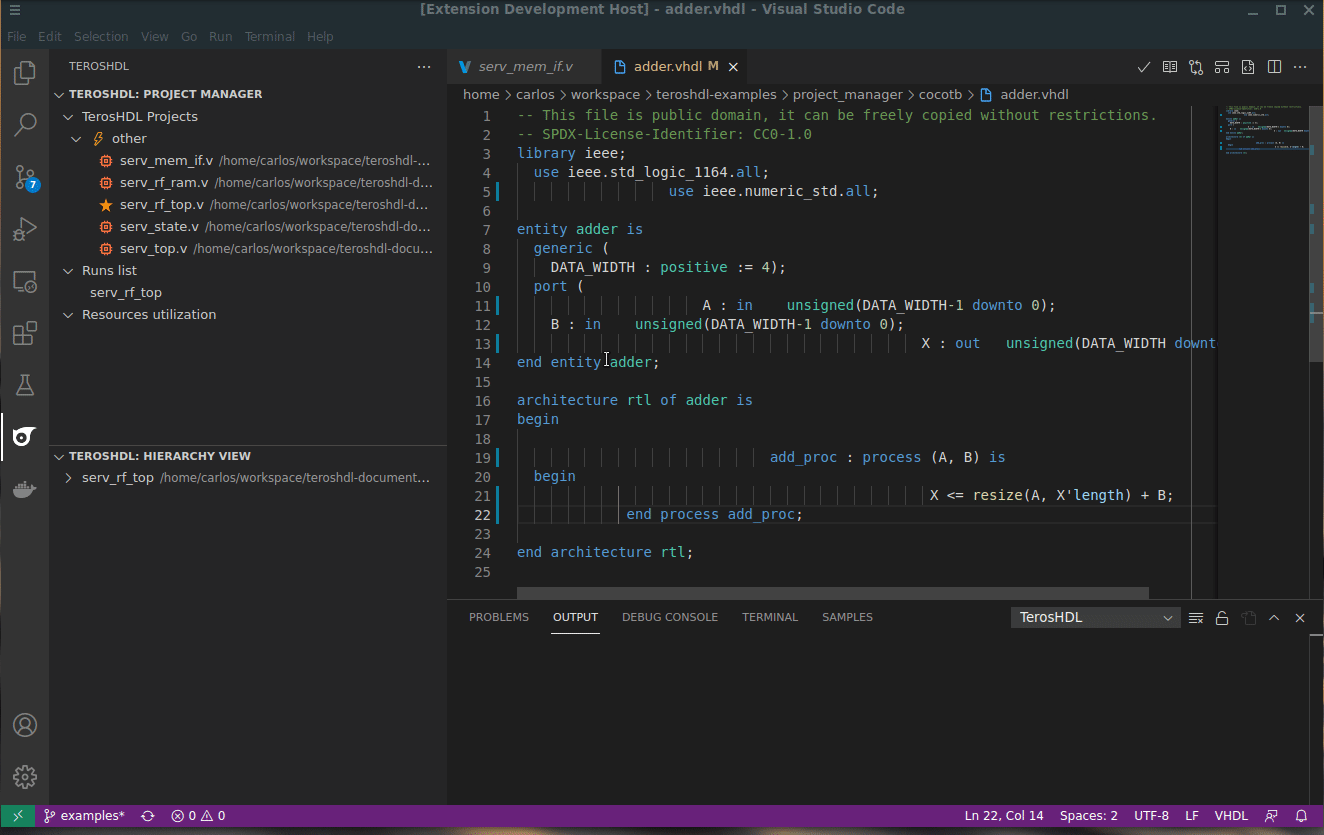 [Extension Development Host] - adder.vhdl - Visual Studio Code
File Edit Selection View Go Run Terminal Help
TEROSHDL
TEROSHDL: PROJECT MANAGER
TerosHDL Projects
other
serv_mem_if.v /home/carlos/workspace/teroshdl-...
serv_rf_ram.v /home/carlos/workspace/teroshdl-d...
serv_rf_top.v /home/carlos/workspace/teroshdl-d...
serv_state.v /home/carlos/workspace/teroshdl-do...
serv_top.v /home/carlos/workspace/teroshdl-docu...
Runs list
serv_rf_top
Resources utilization
TEROSHDL: HIERARCHY VIEW
serv_rf_top /home/carlos/workspace/teroshdl-document...
7
serv_mem_if.v adder.vhdl M
home > carlos > workspace > teroshdl-examples > project_manager > cocotb > adder.vhdl
1 -- This file is public domain, it can be freely copied without restrictions.
2 -- SPDX-License-Identifier: CC0-1.0
3 library ieee;
4 use ieee.std_logic_1164.all;
5 use ieee.numeric_std.all;
6
7 entity adder is
8 generic (
9 DATA_WIDTH : positive := 4);
10 port (
11 A : in unsigned(DATA_WIDTH-1 downto 0);
12 B : in unsigned(DATA_WIDTH-1 downto 0);
13 X : out unsigned(DATA_WIDTH downt
14 end entity adder;
15
16 architecture rtl of adder is
17 begin
18
19 add_proc : process (A, B) is
20 begin
21 X <= resize(A, X'length) + B;
22 end process add_proc;
23
24 end architecture rtl;
25
PROBLEMS OUTPUT DEBUG CONSOLE TERMINAL SAMPLES TerosHDL
examples* 0 0 Ln 22, Col 14 Spaces: 2 UTF-8 LF VHDL